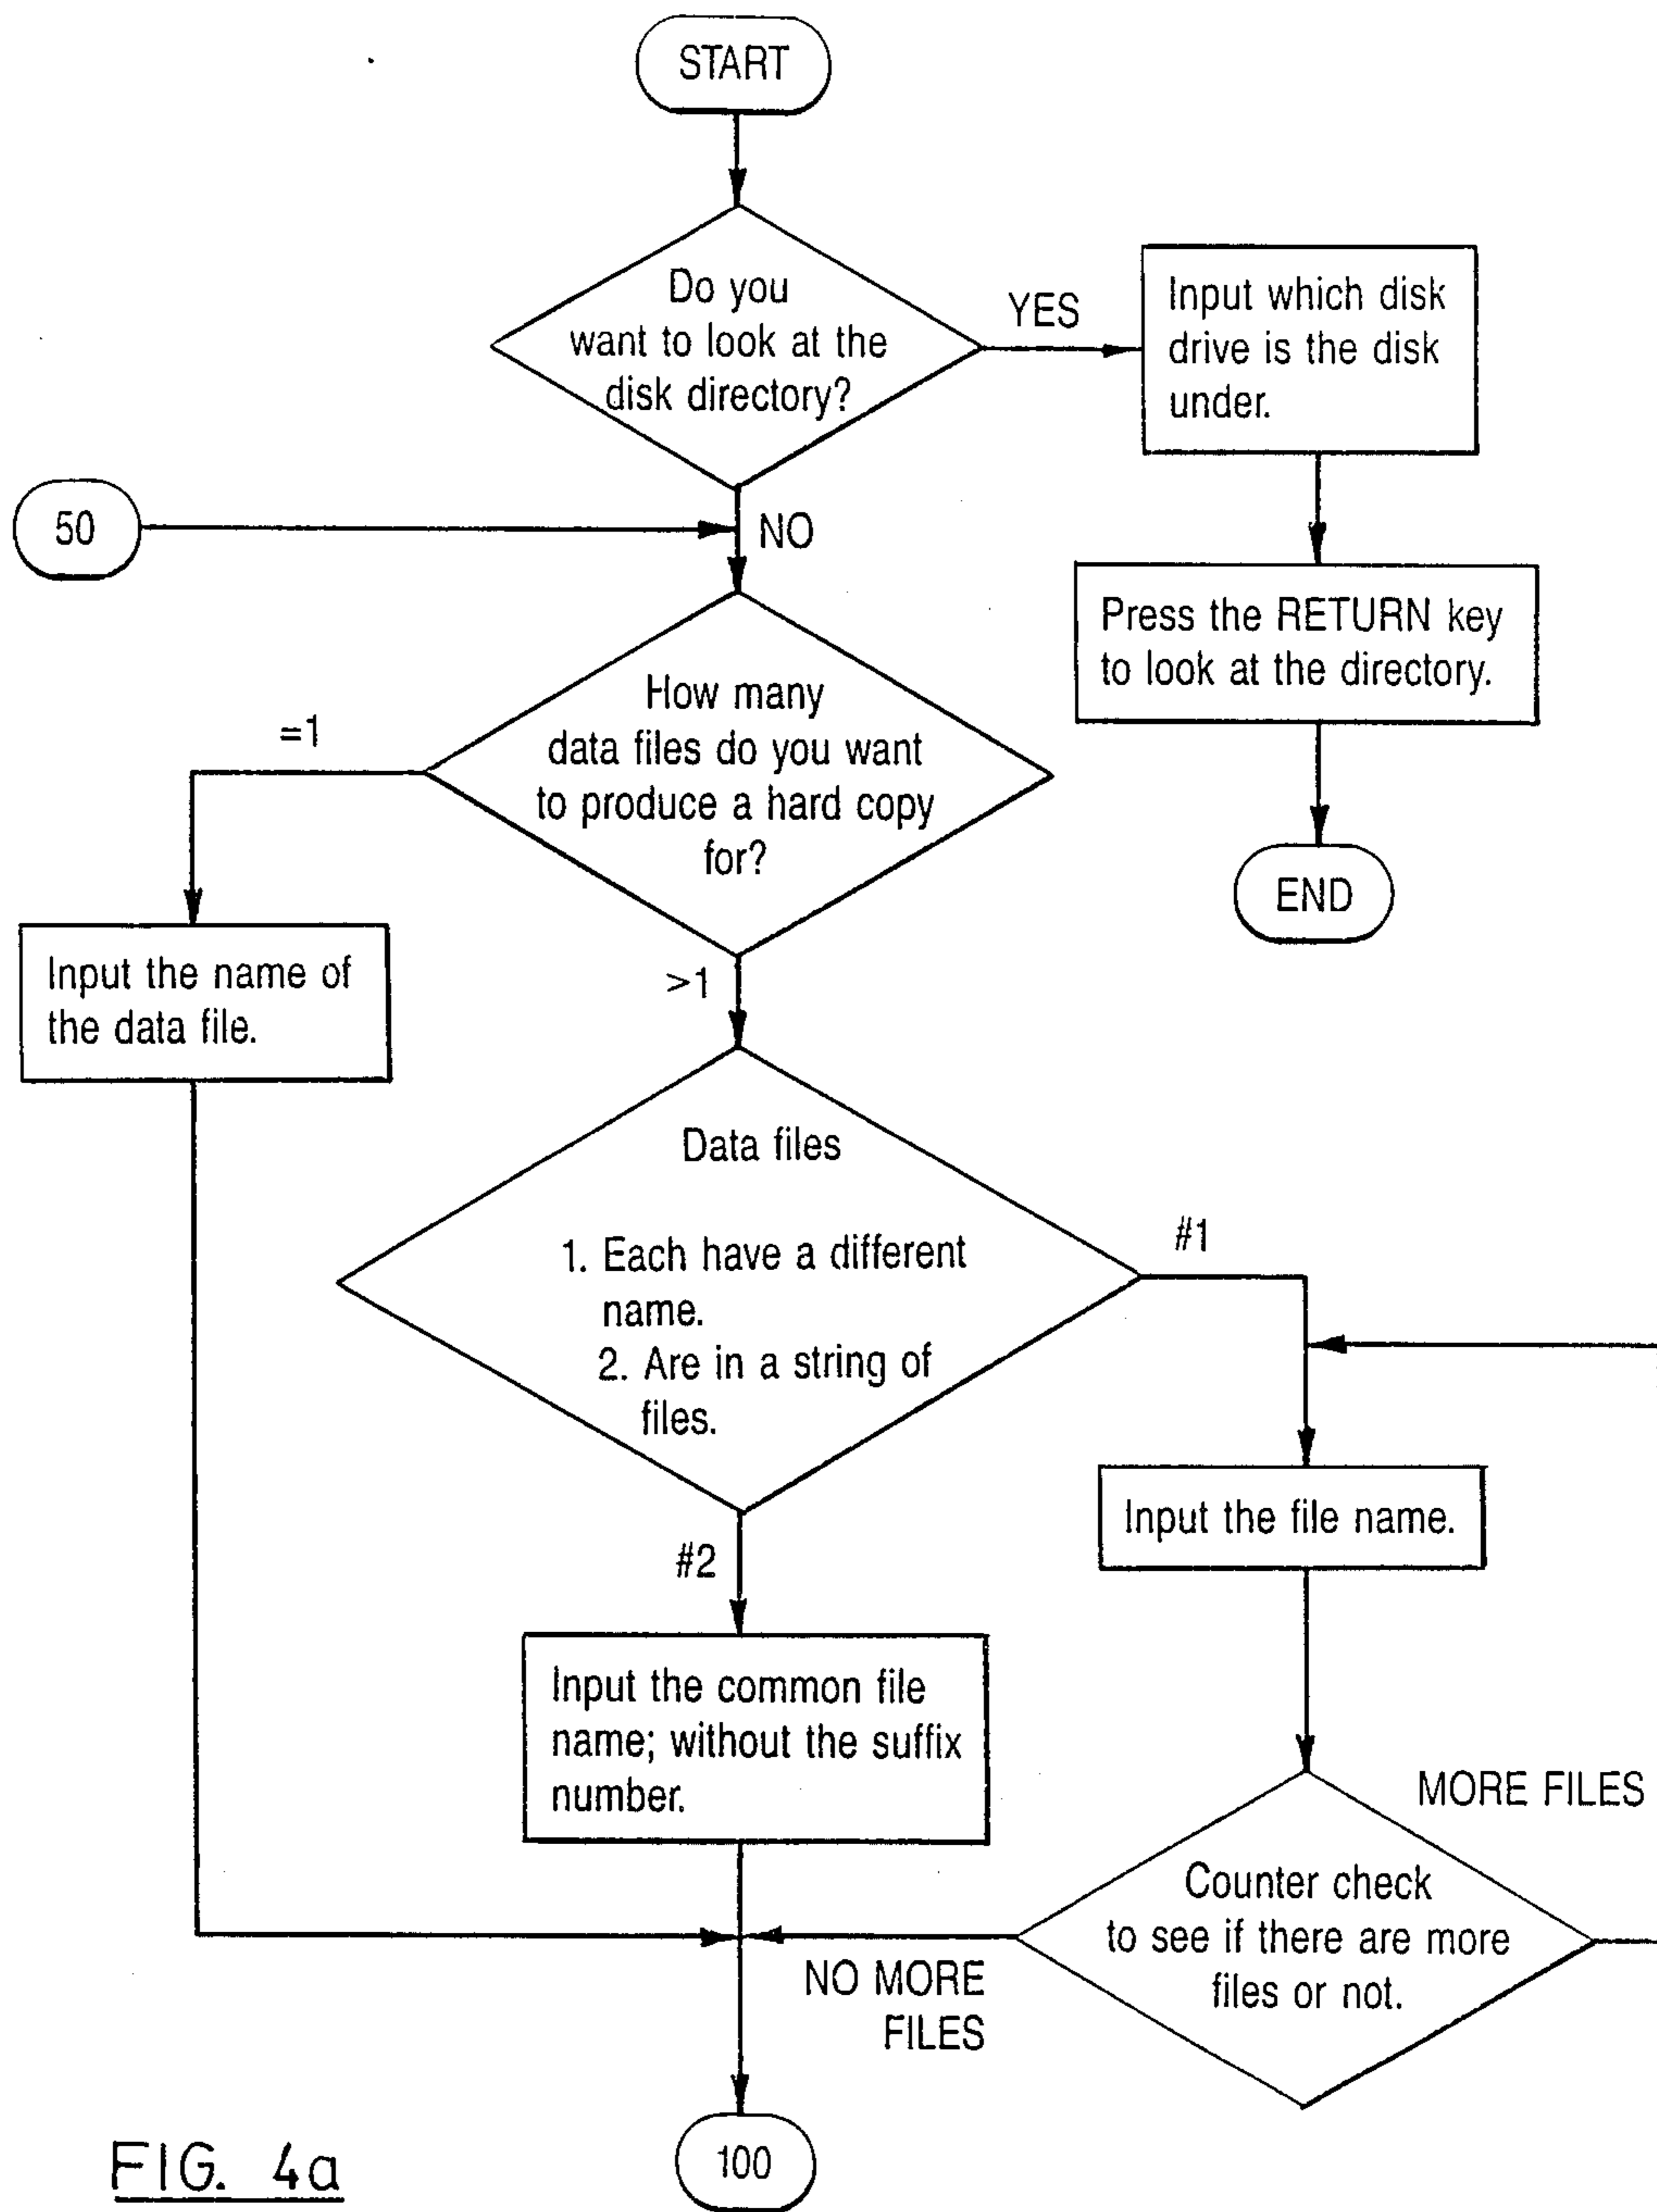 START
Do you
want to look at the
disk directory?
YES
Input which disk
drive is the disk
under.
50
NO
Press the RETURN key
to look at the directory.
END
How many
data files do you want
to produce a hard copy
for?
=1
Input the name of
the data file.
>1
Data files
1. Each have a different
name.
2. Are in a string of
files.
#1
Input the file name.
#2
Input the common file
name; without the suffix
number.
MORE FILES
Counter check
to see if there are more
files or not.
NO MORE
FILES
100
FIG. 4a